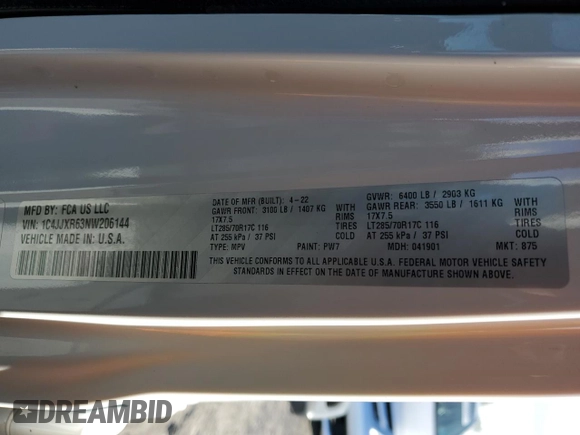 MFD BY: FCA US LLC
VIN: 1C4JJXR63NW206144
VEHICLE MADE IN: U.S.A.
DATE OF MFR (BUILT): 4-22
GAWR FRONT: 3100 LB / 1407 KG
17X7.5
LT285/70R17C 116
AT 255 kPa / 37 PSI
TYPE: MPV
RIMS
TIRES
COLD
PAINT: PW7
GVWR: 6400 LB / 2903 KG
GAWR REAR: 3550 LB / 1611 KG
17X7.5
LT285/70R17C 116
AT 255 kPa / 37 PSI
MDH: 041901
RIMS
TIRES
COLD
MKT: 875
THIS VEHICLE CONFORMS TO ALL APPLICABLE U.S.A. FEDERAL MOTOR VEHICLE SAFETY
STANDARDS IN EFFECT ON THE DATE OF MANUFACTURE SHOWN ABOVE.
DREAMBID